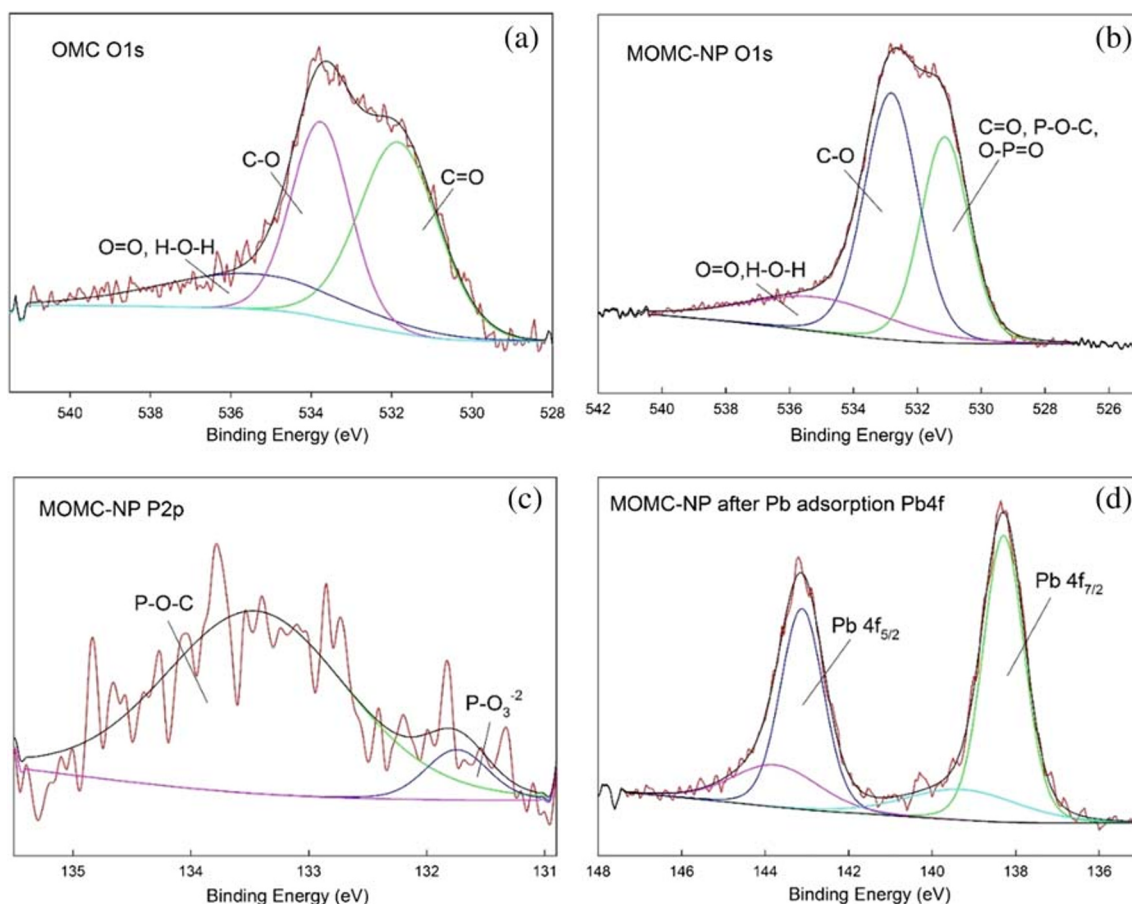 OMC O1s
(a)
C-O
C=O
O=O, H-O-H
540 538 536 534 532 530 528
Binding Energy (eV)
MOMC-NP O1s
(b)
C=O, P-O-C,
O-P=O
C-O
O=O,H-O-H
542 540 538 536 534 532 530 528 526
Binding Energy (eV)
MOMC-NP P2p
(c)
P-O-C
P-O₃⁻²
135 134 133 132 131
Binding Energy (eV)
MOMC-NP after Pb adsorption Pb4f
(d)
Pb 4f₇/₂
Pb 4f₅/₂
148 146 144 142 140 138 136
Binding Energy (eV)